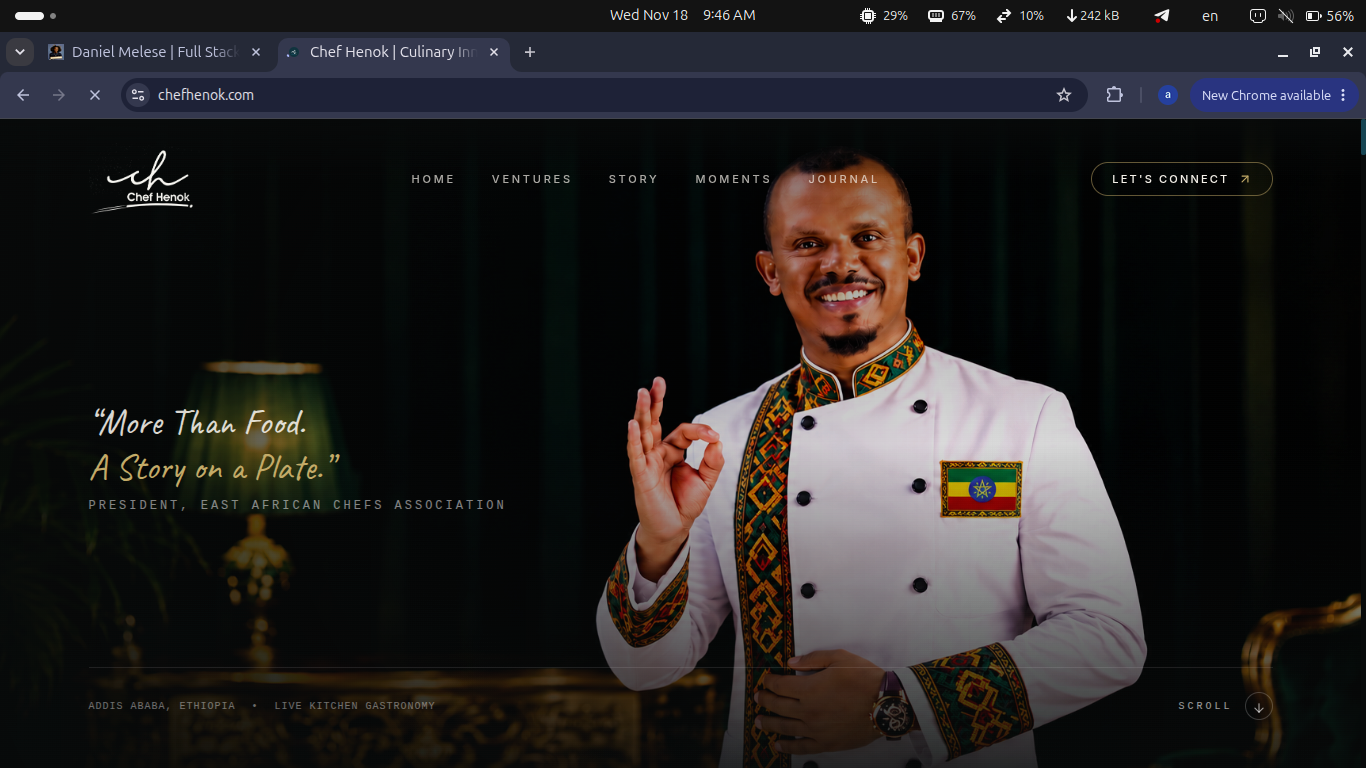 Wed Nov 18 9:46 AM
29%
67%
10%
242 kB
en
56%
Daniel Melese | Full Stack
Chef Henok | Culinary Inn
chefhenok.com
a
New Chrome available
ch
Chef Henok.
HOME
VENTURES
STORY
MOMENTS
JOURNAL
LET'S CONNECT
“More Than Food.
A Story on a Plate.”
PRESIDENT, EAST AFRICAN CHEFS ASSOCIATION
ADDIS ABABA, ETHIOPIA • LIVE KITCHEN GASTRONOMY
SCROLL